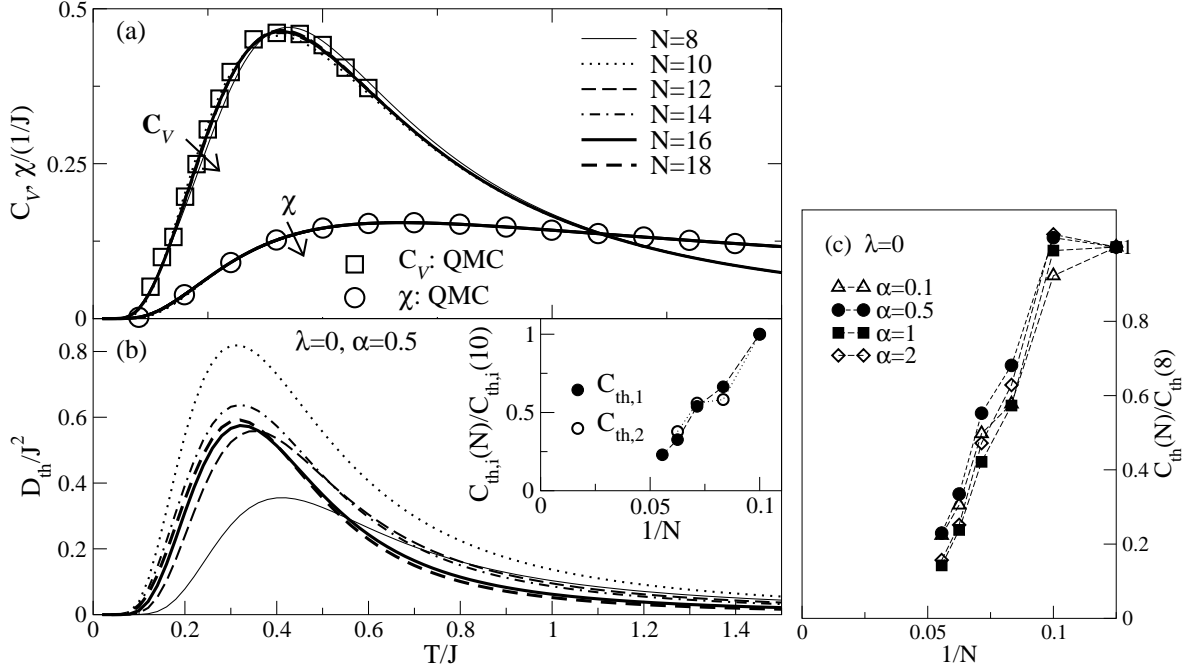 (a)
0.5
0.25
0
C_V, χ/(1/J)
C_V
χ
N=8
N=10
N=12
N=14
N=16
N=18
C_V: QMC
χ: QMC
(b)
λ=0, α=0.5
0.8
0.6
0.4
0.2
0
D_th/J²
0 0.2 0.4 0.6 0.8 1 1.2 1.4
T/J
C_th,i(N)/C_th,i(10)
1
0.5
0
C_th,1
C_th,2
0 0.05 0.1
1/N
(c) λ=0
α=0.1
α=0.5
α=1
α=2
1
0.8
0.6
0.4
0.2
0
C_th(N)/C_th(8)
0 0.05 0.1
1/N